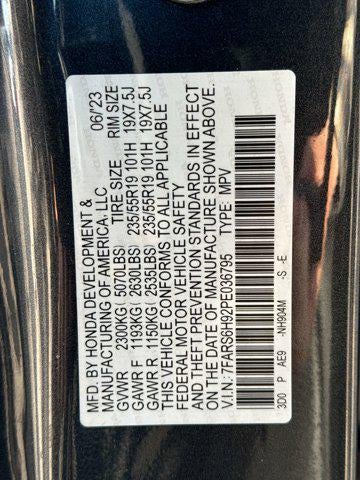 MFD. BY HONDA DEVELOPMENT & 06/'23
MANUFACTURING OF AMERICA, LLC
TIRE SIZE RIM SIZE
GVWR 2300KG ( 5070LBS)
GAWR F 1193KG ( 2630LBS) 235/55R19 101H 19X7.5J
GAWR R 1150KG ( 2535LBS) 235/55R19 101H 19X7.5J
THIS VEHICLE CONFORMS TO ALL APPLICABLE
FEDERAL MOTOR VEHICLE SAFETY
AND THEFT PREVENTION STANDARDS IN EFFECT
ON THE DATE OF MANUFACTURE SHOWN ABOVE.
V.I.N.: 7FARS6H92PE036795 TYPE: MPV
3D0 P AE9 -NH904M -S -E